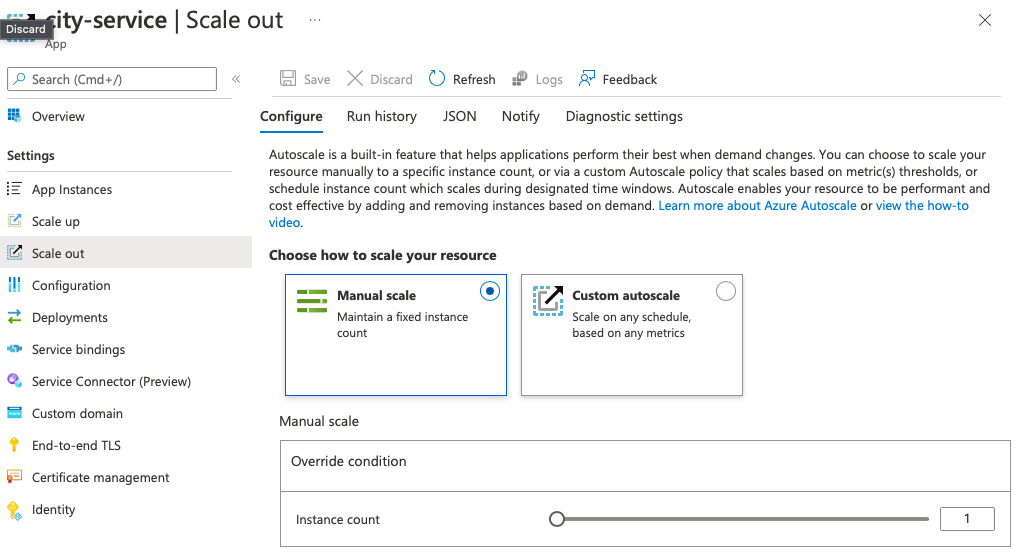 city-service | Scale out ...
Discard
App
Search (Cmd+/)
«
Save
Discard
Refresh
Logs
Feedback
Overview
Settings
App Instances
Scale up
Scale out
Configuration
Deployments
Service bindings
Service Connector (Preview)
Custom domain
End-to-end TLS
Certificate management
Identity
Configure
Run history
JSON
Notify
Diagnostic settings
Autoscale is a built-in feature that helps applications perform their best when demand changes. You can choose to scale your
resource manually to a specific instance count, or via a custom Autoscale policy that scales based on metric(s) thresholds, or
schedule instance count which scales during designated time windows. Autoscale enables your resource to be performant and
cost effective by adding and removing instances based on demand. Learn more about Azure Autoscale or view the how-to
video.
Choose how to scale your resource
Manual scale
Maintain a fixed instance
count
Custom autoscale
Scale on any schedule,
based on any metrics
Manual scale
Override condition
Instance count
1